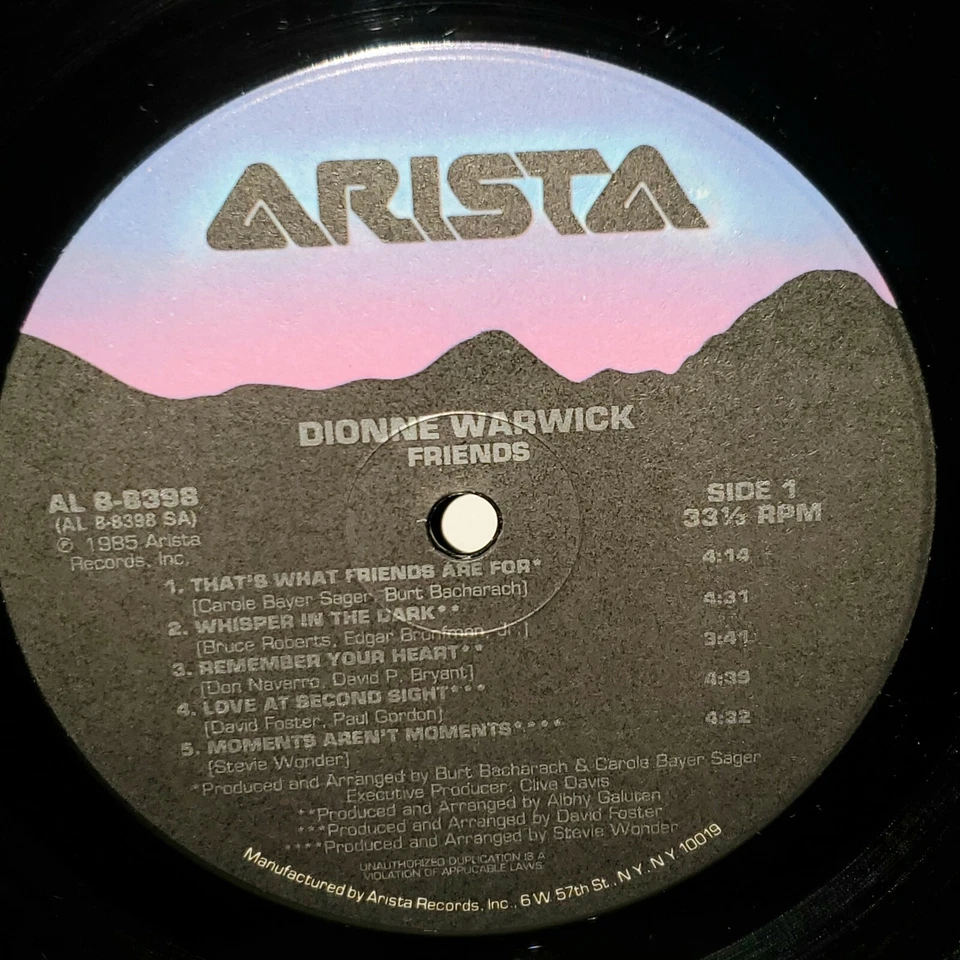 ARISTA
DIONNE WARWICK
FRIENDS
AL 8-8398
(AL 8-8398 SA)
℗ 1985 Arista
Records, Inc.
SIDE 1
33⅓ RPM
1. THAT'S WHAT FRIENDS ARE FOR* 4:14
[Carole Bayer Sager, Burt Bacharach]
2. WHISPER IN THE DARK** 4:31
[Bruce Roberts, Edgar Bronfman, Jr.]
3. REMEMBER YOUR HEART** 3:41
[Don Navarro, David P. Bryant]
4. LOVE AT SECOND SIGHT*** 4:39
[David Foster, Paul Gordon]
5. MOMENTS AREN'T MOMENTS**** 4:32
[Stevie Wonder]
*Produced and Arranged by Burt Bacharach & Carole Bayer Sager
Executive Producer: Clive Davis
**Produced and Arranged by Albhy Galuten
***Produced and Arranged by David Foster
****Produced and Arranged by Stevie Wonder
UNAUTHORIZED DUPLICATION IS A
VIOLATION OF APPLICABLE LAWS.
Manufactured by Arista Records, Inc., 6 W. 57th St., N.Y., N.Y. 10019